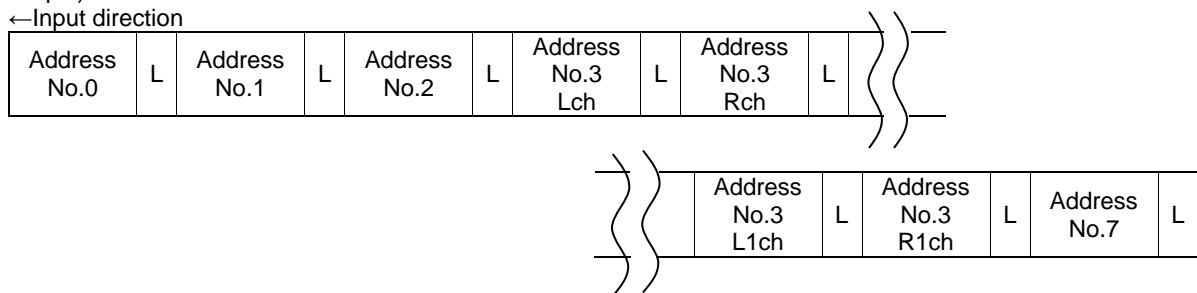 ←Input direction
Address No.0 L Address No.1 L Address No.2 L Address No.3 Lch L Address No.3 Rch L
Address No.3 L1ch L Address No.3 R1ch L Address No.7 L